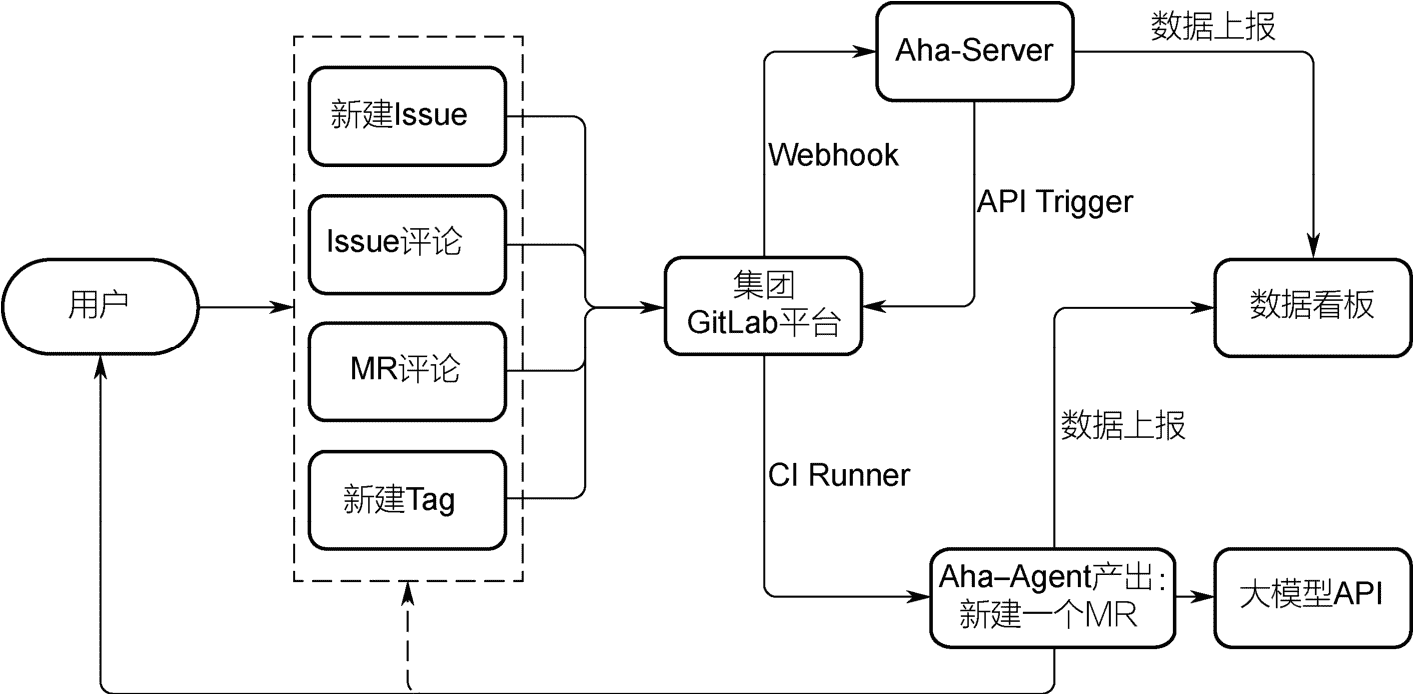 Aha-Server
数据上报
新建Issue
Webhook
API Trigger
Issue评论
用户
集团
GitLab平台
数据看板
MR评论
数据上报
CI Runner
新建Tag
Aha–Agent产出：
新建一个MR
大模型API